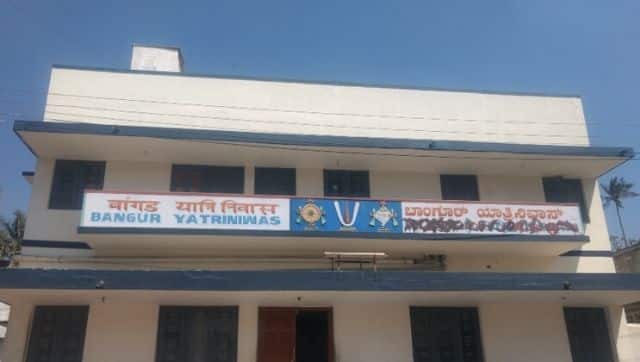 बांगड यात्रि निवास
BANGUR YATRINIWAS
ಬಾಂಗೂರ್ ಯಾತ್ರಿನಿವಾಸ್